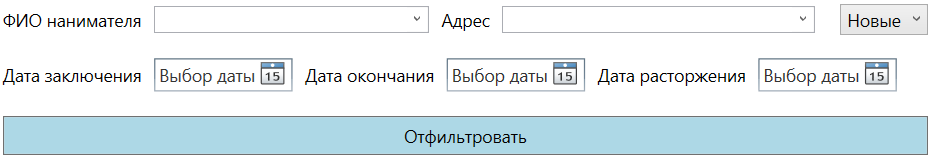 ФИО нанимателя Адрес Новые
Дата заключения Выбор даты 15 Дата окончания Выбор даты 15 Дата расторжения Выбор даты 15
Отфильтровать